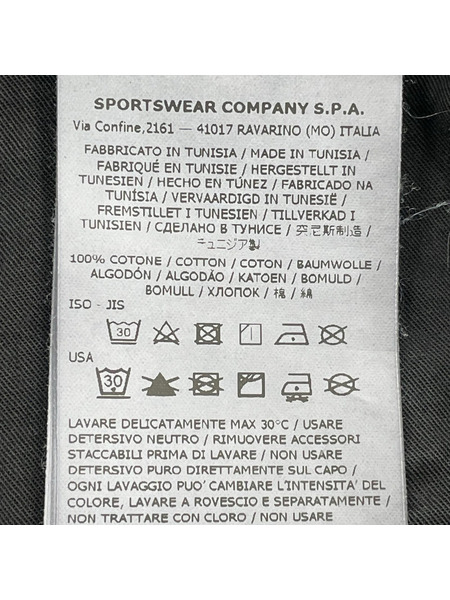 SPORTSWEAR COMPANY S.P.A.
Via Confine,2161 — 41017 RAVARINO (MO) ITALIA
FABBRICATO IN TUNISIA / MADE IN TUNISIA /
FABRIQUÉ EN TUNISIE / HERGESTELLT IN
TUNESIEN / HECHO EN TÚNEZ / FABRICADO NA
TUNÍSIA / VERVAARDIGD IN TUNESIË /
FREMSTILLET I TUNESIEN / TILLVERKAD I
TUNISIEN / СДЕЛАНО В ТУНИСЕ / 突尼斯制造 /
チュニジア製
100% COTONE / COTTON / COTON / BAUMWOLLE /
ALGODÓN / ALGODÃO / KATOEN / BOMULD /
BOMULL / ХЛОПОК / 棉 / 綿
ISO - JIS
30
USA
30
LAVARE DELICATAMENTE MAX 30°C / USARE
DETERSIVO NEUTRO / RIMUOVERE ACCESSORI
STACCABILI PRIMA DI LAVARE / NON USARE
DETERSIVO PURO DIRETTAMENTE SUL CAPO /
OGNI LAVAGGIO PUO' CAMBIARE L'INTENSITA' DEL
COLORE, LAVARE A ROVESCIO E SEPARATAMENTE /
NON TRATTARE CON CLORO / NON USARE